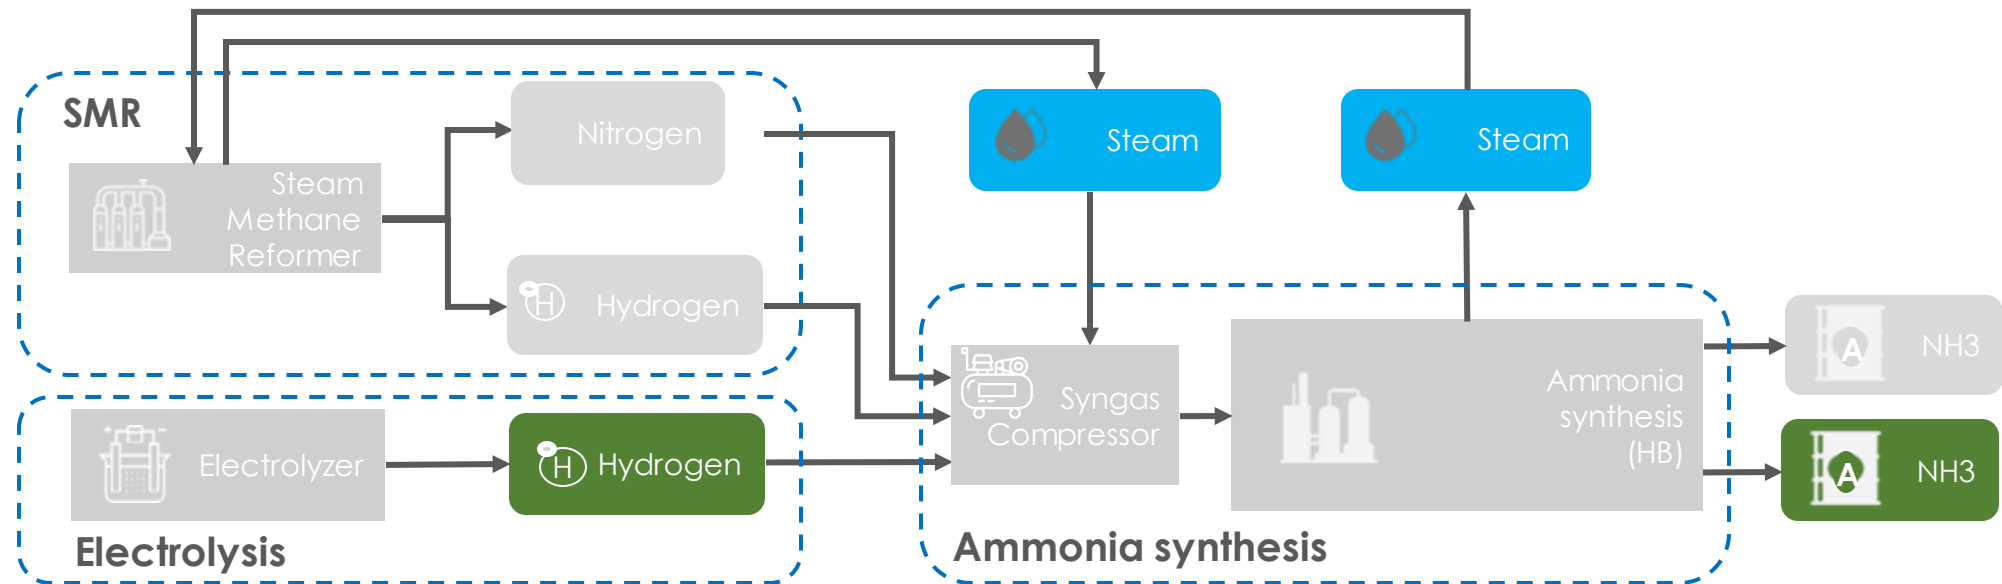 SMR
Steam
Methane
Reformer
Nitrogen
H
Hydrogen
Steam
Steam
Electrolyzer
H
Hydrogen
Electrolysis
Syngas
Compressor
Ammonia
synthesis
(HB)
Ammonia synthesis
A
NH3
A
NH3